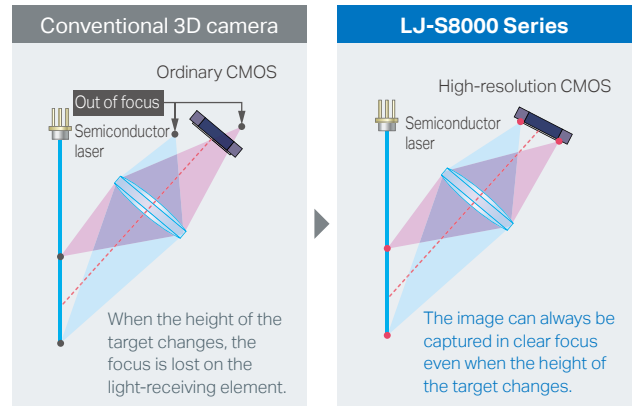 Conventional 3D camera
Ordinary CMOS
Out of focus
Semiconductor
laser
When the height of the
target changes, the
focus is lost on the
light-receiving element.
LJ-S8000 Series
High-resolution CMOS
Semiconductor
laser
The image can always be
captured in clear focus
even when the height of
the target changes.